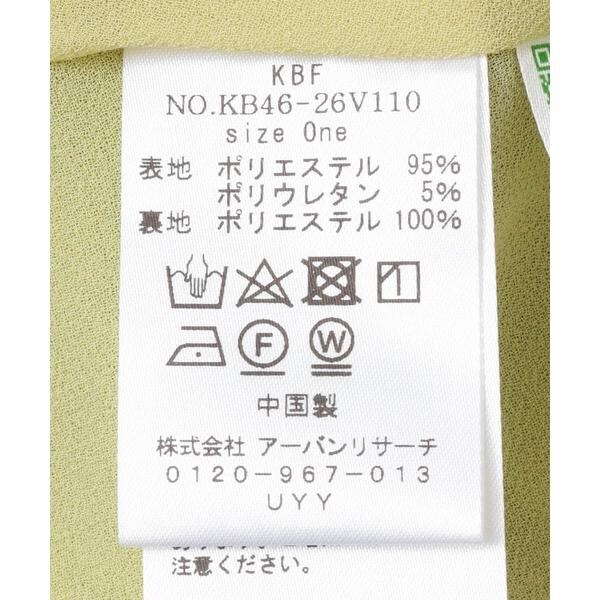 KBF
NO.KB46-26V110
size One
表地 ポリエステル 95%
ポリウレタン 5%
裏地 ポリエステル 100%
F
W
中国製
株式会社 アーバンリサーチ
0120-967-013
UYY
注意ください。